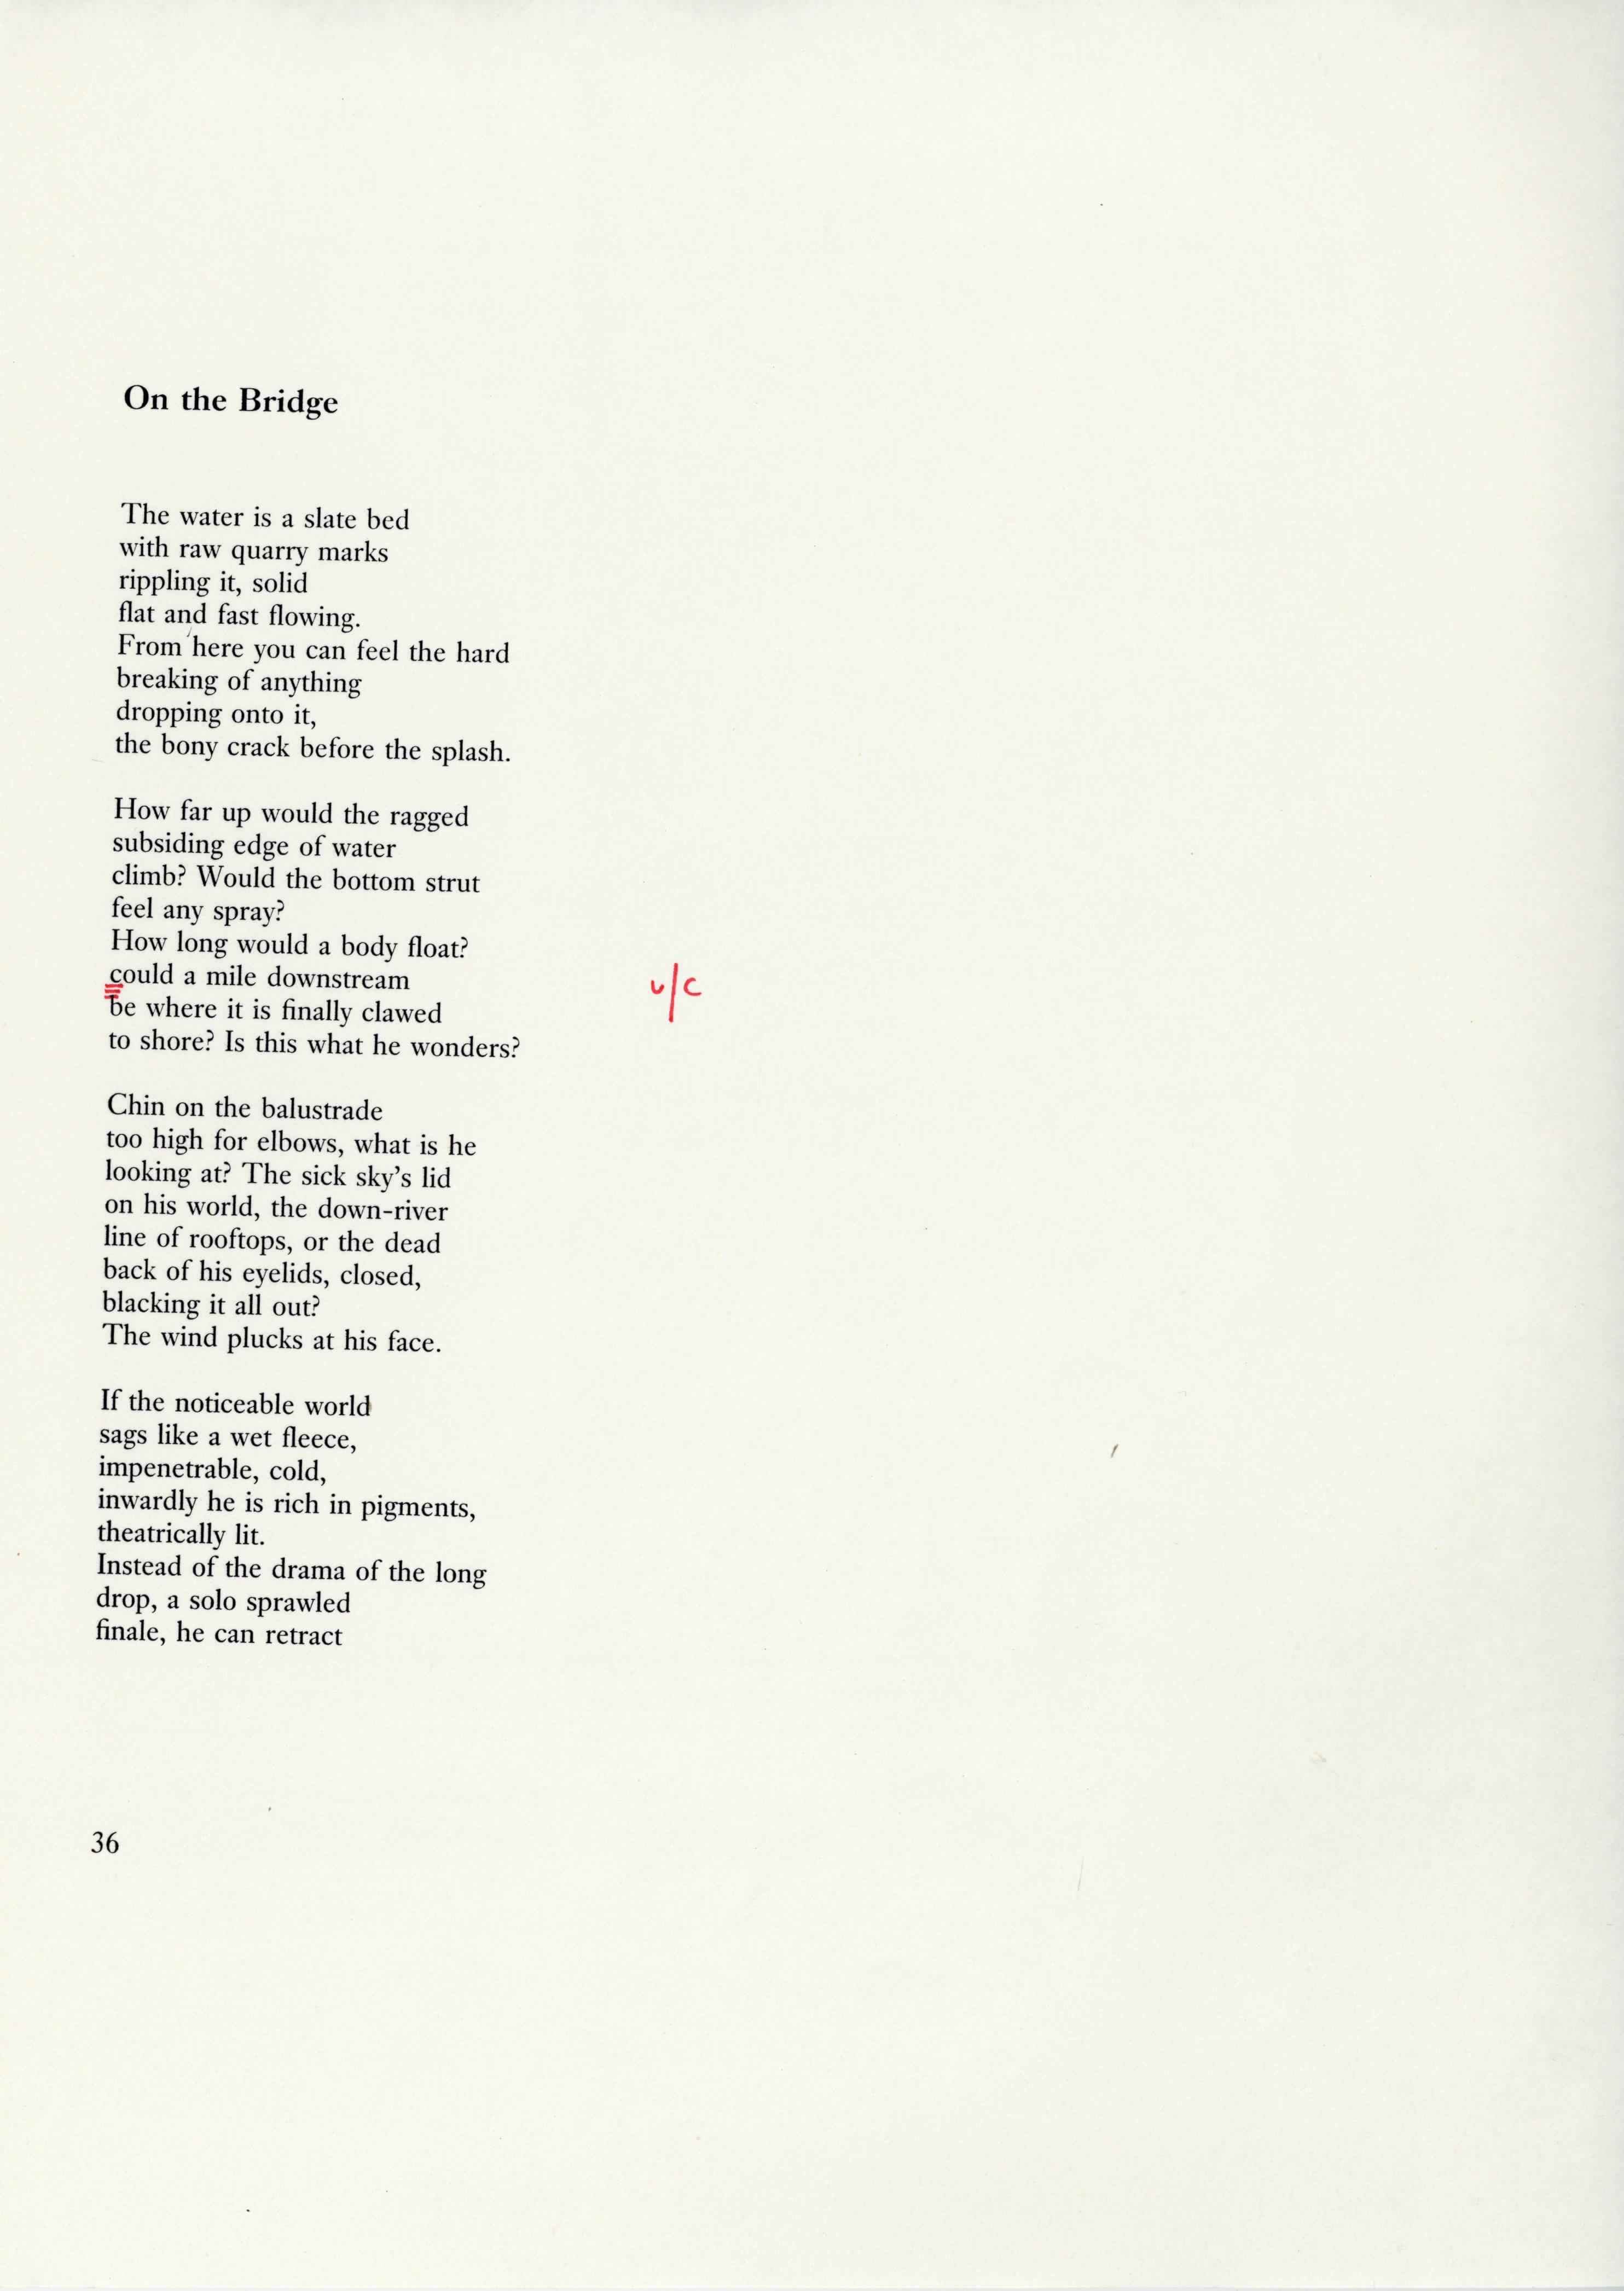 On the Bridge
The water is a slate bed
with raw quarry marks
rippling it, solid
flat and fast flowing.
From here you can feel the hard
breaking of anything
dropping onto it,
the bony crack before the splash.
How far up would the ragged
subsiding edge of water
climb? Would the bottom strut
feel any spray?
How long would a body float?
could a mile downstream
u/c
be where it is finally clawed
to shore? Is this what he wonders?
Chin on the balustrade
too high for elbows, what is he
looking at? The sick sky's lid
on his world, the down-river
line of rooftops, or the dead
back of his eyelids, closed,
blacking it all out?
The wind plucks at his face.
If the noticeable world
sags like a wet fleece,
impenetrable, cold,
inwardly he is rich in pigments,
theatrically lit.
Instead of the drama of the long
drop, a solo sprawled
finale, he can retract
36